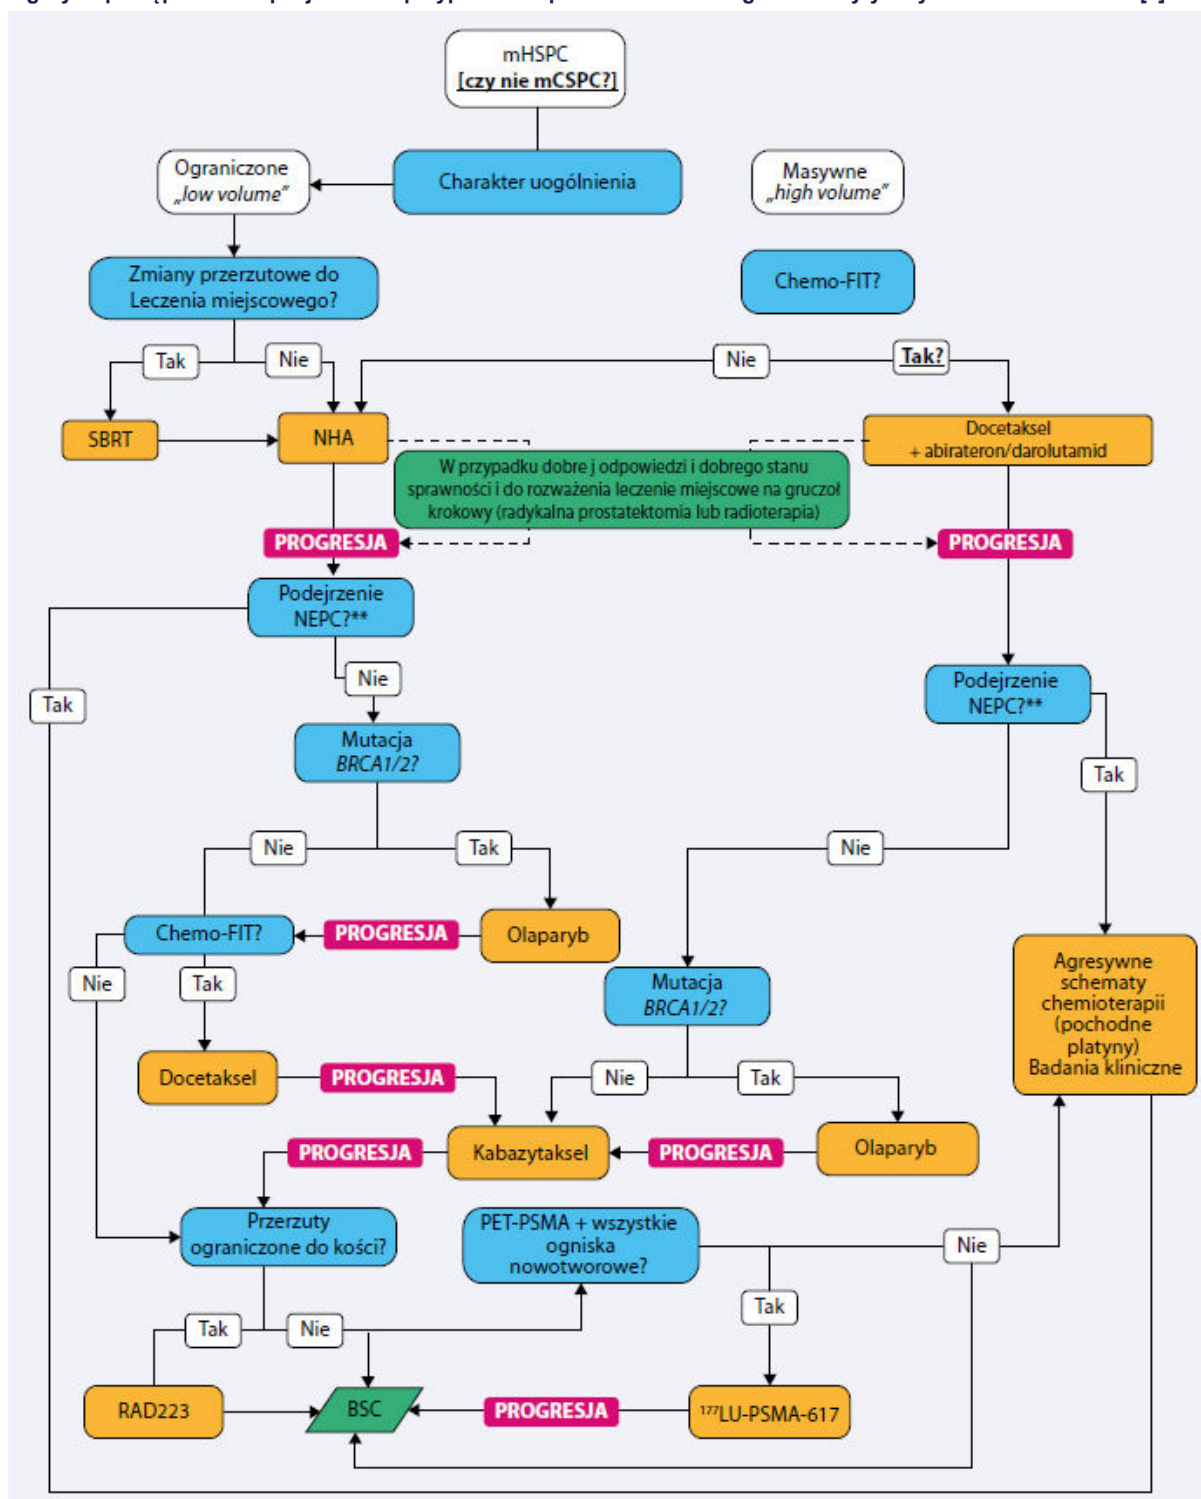 mHSPC
[czy nie mCSPC?]
Ograniczone
„low volume”
Charakter uogólnienia
Masywne
„high volume”
Zmiany przerzutowe do
Leczenia miejscowego?
Chemo-FIT?
Tak
Nie
Nie
Tak?
SBRT
NHA
Docetaksel
+ abirateron/darolutamid
W przypadku dobre j odpowiedzi i dobrego stanu
sprawności i do rozważenia leczenie miejscowe na gruczoł
krokowy (radykalna prostatektomia lub radioterapia)
PROGRESJA
PROGRESJA
Podejrzenie
NEPC?**
Nie
Tak
Podejrzenie
NEPC?**
Mutacja
BRCA1/2?
Tak
Nie
Tak
Nie
Chemo-FIT?
PROGRESJA
Olaparyb
Nie
Tak
Mutacja
BRCA1/2?
Agresywne
schematy
chemioterapii
(pochodne
platyny)
Badania kliniczne
Docetaksel
PROGRESJA
Nie
Tak
PROGRESJA
Kabazytaksel
PROGRESJA
Olaparyb
Przerzuty
ograniczone do kości?
PET-PSMA + wszystkie
ogniska
nowotworowe?
Nie
Tak
Tak
Nie
RAD223
BSC
PROGRESJA
¹⁷⁷LU-PSMA-617